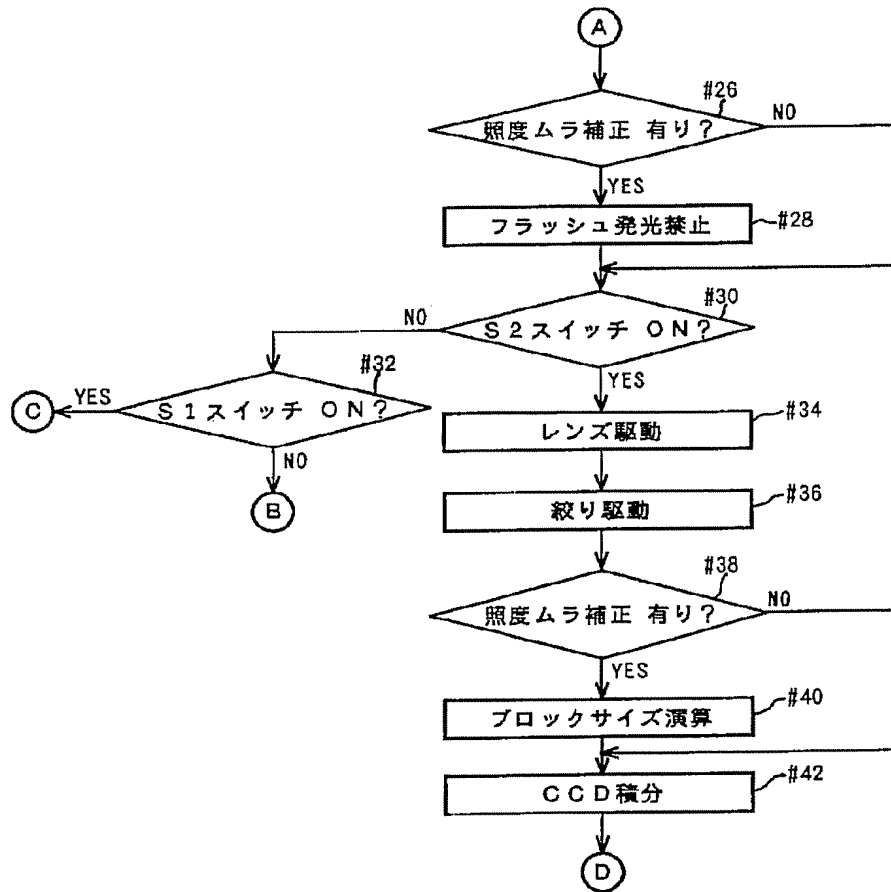 A
#26
照度ムラ補正 有り？
NO
YES
フラッシュ発光禁止
#28
#30
S2スイッチ ON？
NO
YES
#32
S1スイッチ ON？
YES
C
NO
B
レンズ駆動
#34
絞り駆動
#36
#38
照度ムラ補正 有り？
NO
YES
ブロックサイズ演算
#40
CCD積分
#42
D